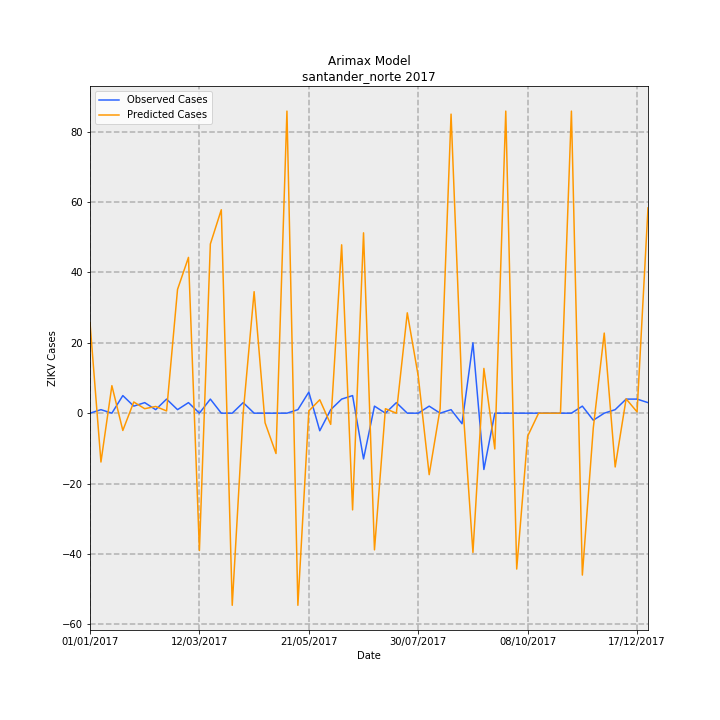 Arimax Model
santander_norte 2017
Observed Cases
Predicted Cases
80
60
40
20
0
−20
−40
−60
ZIKV Cases
01/01/2017
12/03/2017
21/05/2017
30/07/2017
08/10/2017
17/12/2017
Date